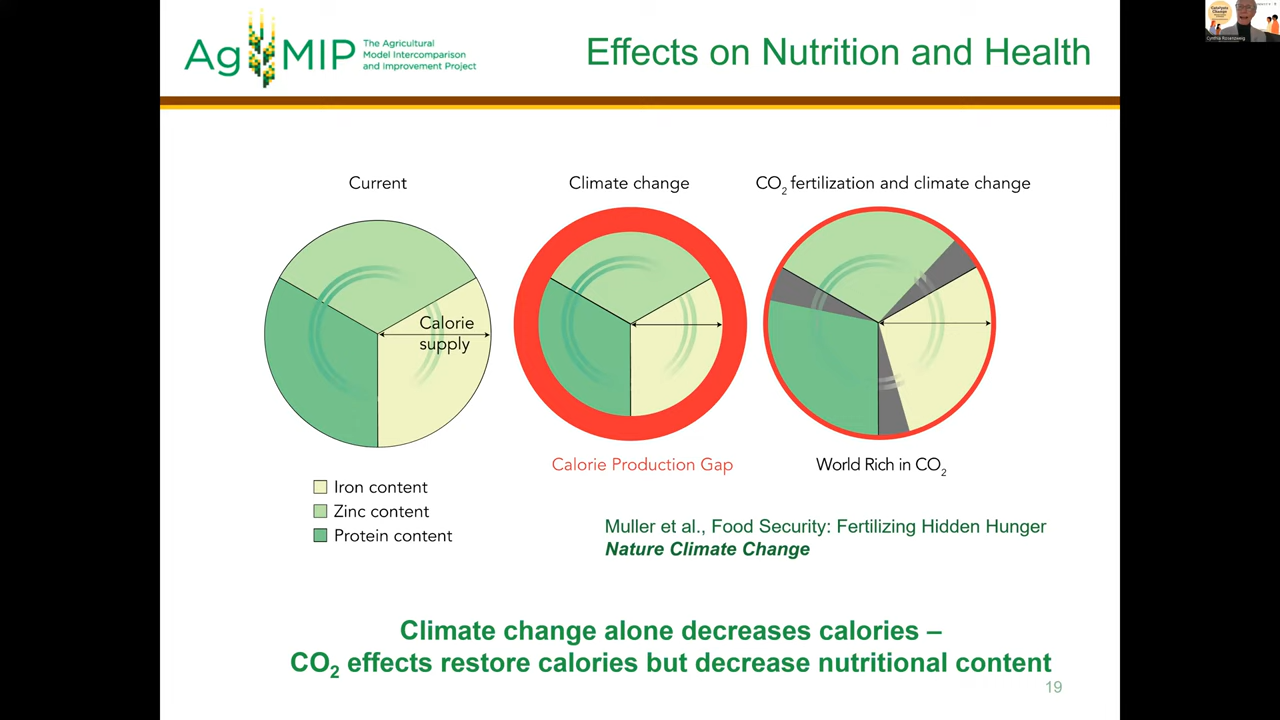 AgMIP
The Agricultural
Model Intercomparison
and Improvement Project
Effects on Nutrition and Health
Cynthia Rosenzweig
Current
Climate change
CO2 fertilization and climate change
Calorie
supply
Calorie Production Gap
World Rich in CO2
Iron content
Zinc content
Protein content
Muller et al., Food Security: Fertilizing Hidden Hunger
Nature Climate Change
Climate change alone decreases calories –
CO2 effects restore calories but decrease nutritional content
19